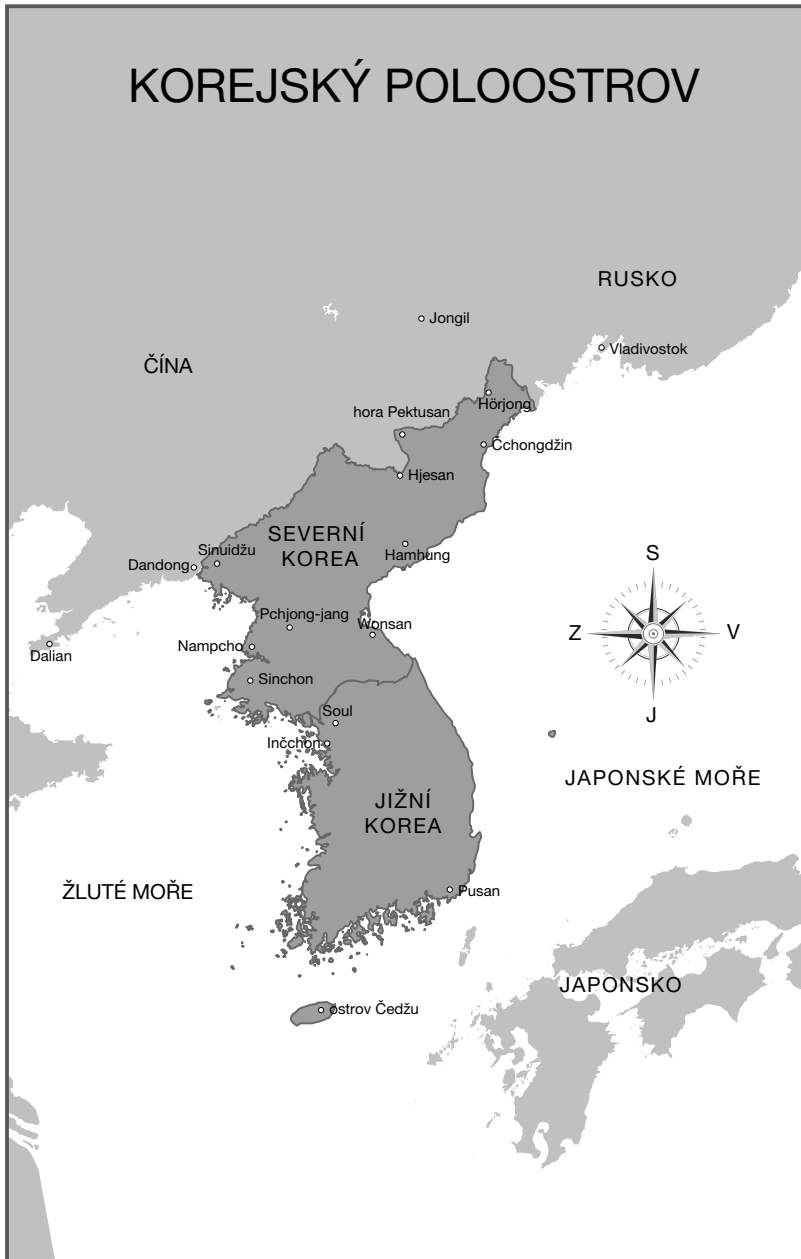 KOREJSKÝ POLOOSTROV
RUSKO
Jongil
Vladivostok
ČÍNA
Hörjong
hora Pektusan
Čchongdžin
Hjesan
SEVERNÍ
KOREA
Sinuidžu
Hamhung
Dandong
S
Z
V
J
Pchjong-jang
Wonsan
Nampcho
Dalian
Sinchon
Soul
Inčchon
JAPONSKÉ MOŘE
JIŽNÍ
KOREA
ŽLUTÉ MOŘE
Pusan
JAPONSKO
ostrov Čedžu